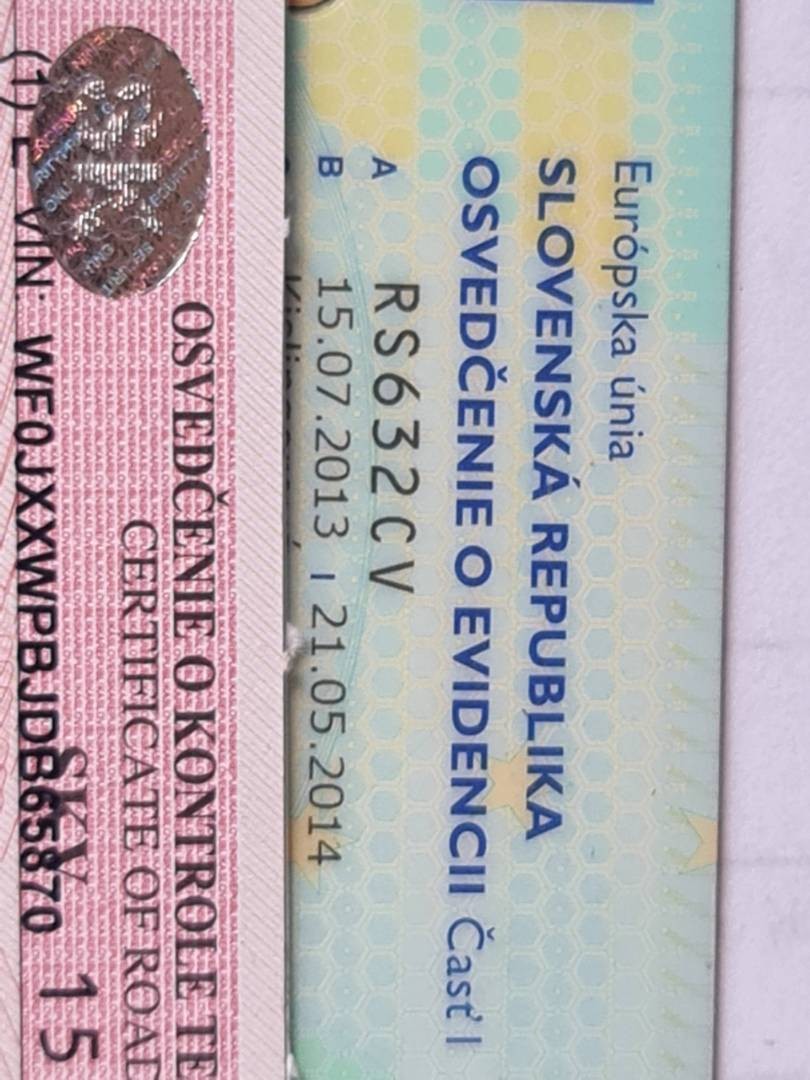 Európska únia
SLOVENSKÁ REPUBLIKA
OSVEDČENIE O EVIDENCII Časť I
A RS632CV
B 15.07.2013 I 21.05.2014
OSVEDČENIE O KONTROLE TE
CERTIFICATE OF ROAD
SKV 15
(1) E VIN: WF0JXXWPBJDB65870